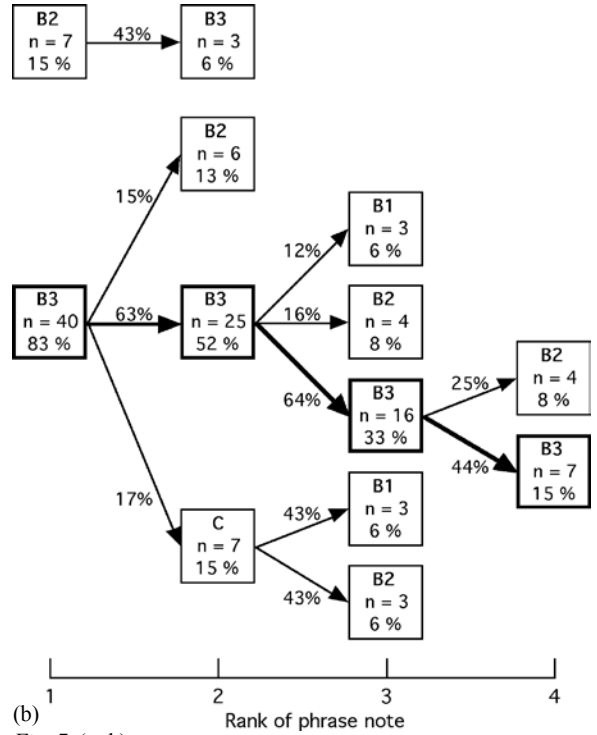 B2
n = 7
15 %
43%
B3
n = 3
6 %
B3
n = 40
83 %
15%
63%
17%
B2
n = 6
13 %
B3
n = 25
52 %
C
n = 7
15 %
12%
16%
64%
43%
43%
B1
n = 3
6 %
B2
n = 4
8 %
B3
n = 16
33 %
B1
n = 3
6 %
B2
n = 3
6 %
25%
44%
B2
n = 4
8 %
B3
n = 7
15 %
1 2 3 4
Rank of phrase note
(b)